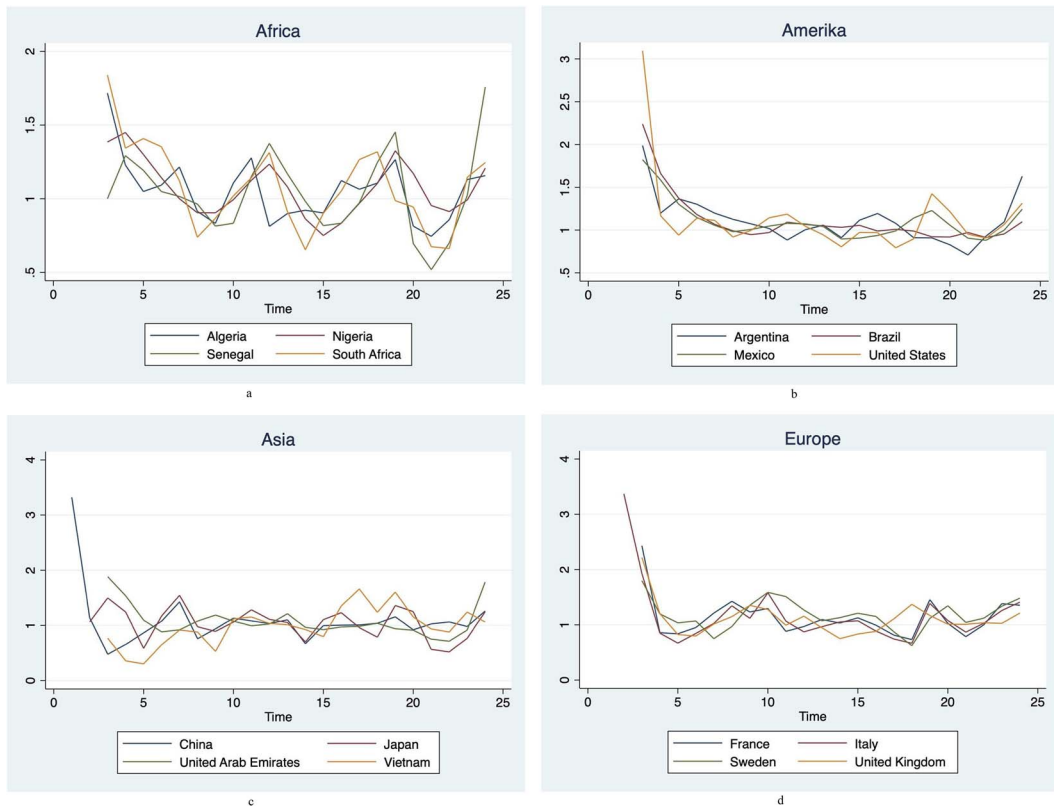 Africa
2
1.5
1
.5
0 5 10 15 20 25
Time
Algeria Nigeria
Senegal South Africa
a
Amerika
3
2.5
2
1.5
1
.5
0 5 10 15 20 25
Time
Argentina Brazil
Mexico United States
b
Asia
4
3
2
1
0
0 5 10 15 20 25
Time
China Japan
United Arab Emirates Vietnam
c
Europe
4
3
2
1
0
0 5 10 15 20 25
Time
France Italy
Sweden United Kingdom
d